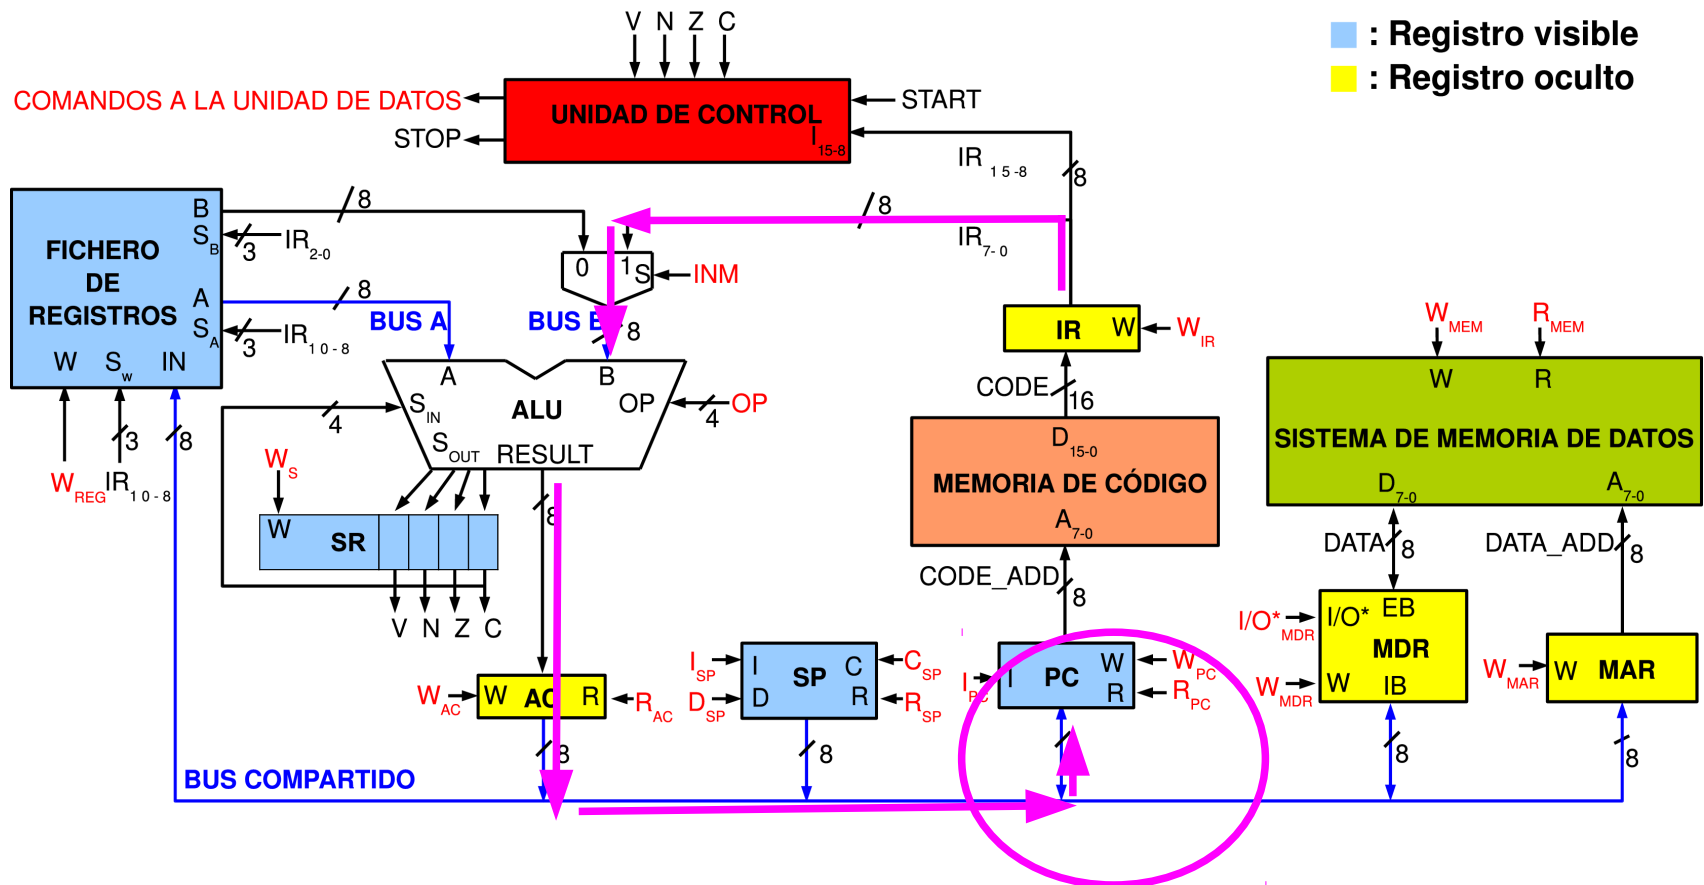 V N Z C
: Registro visible
: Registro oculto
COMANDOS A LA UNIDAD DE DATOS
UNIDAD DE CONTROL
I15-8
START
STOP
IR 15-8
8
FICHERO
DE
REGISTROS
B
SB
A
SA
W Sw IN
8
3
IR2-0
8
3
IR10-8
BUS A
8
IR7-0
0 1 S
INM
BUS B
8
IR W
WIR
WMEM
RMEM
W R
SISTEMA DE MEMORIA DE DATOS
D7-0
A7-0
A B
SIN
ALU
OP
4
OP
SOUT
RESULT
4
3
8
WREG
IR10-8
WS
W
SR
8
V N Z C
CODE
16
D15-0
MEMORIA DE CÓDIGO
A7-0
CODE_ADD
8
DATA
8
DATA_ADD
8
WAC
W AC R
RAC
8
ISP
DSP
I
D
SP
C
R
CSP
RSP
8
IPC
I
PC
W
R
WPC
RPC
I/O*MDR
WMDR
I/O* EB
MDR
W IB
8
WMAR
W MAR
8
BUS COMPARTIDO